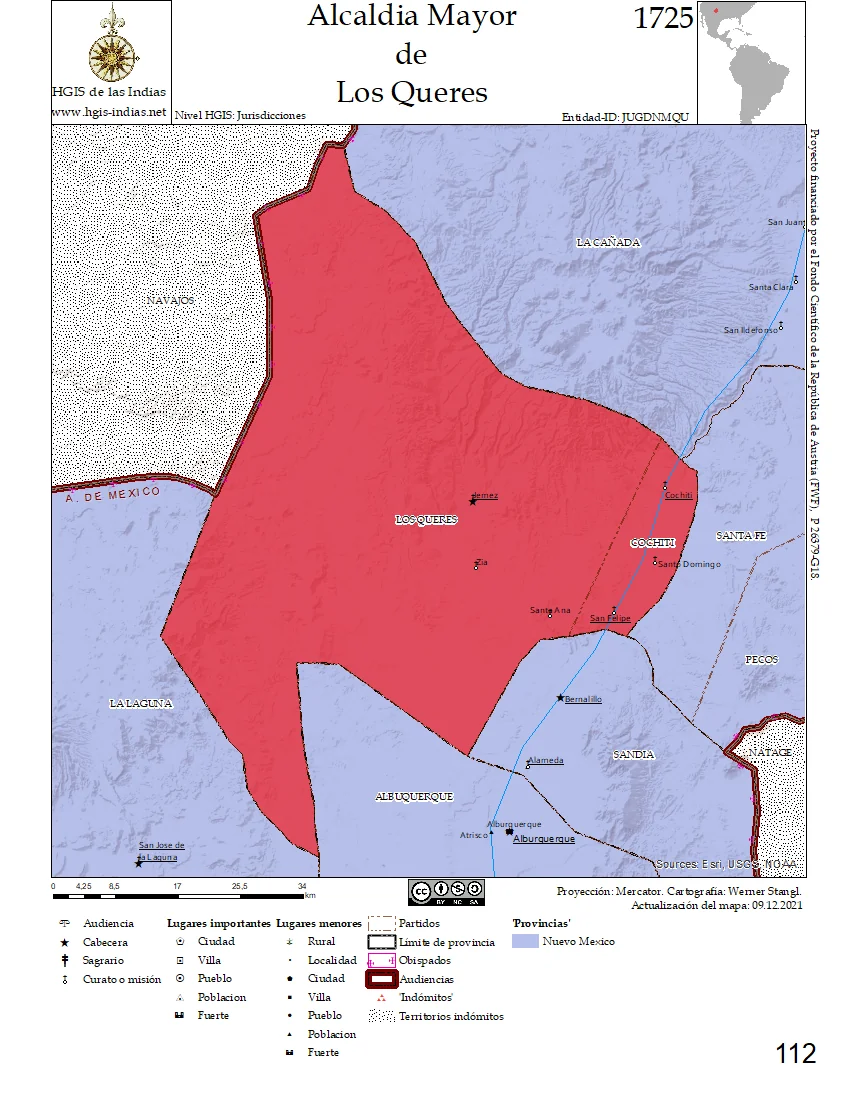 Alcaldia Mayor
de
Los Queres
1725
HGIS de las Indias
www.hgis-indias.net
Nivel HGIS: Jurisdicciones
Entidad-ID: JUGDNMQU
Proyecto financiado por el Fondo Científico de la República de Austria (FWF), P 26379-G18.
San Juan
LA CAÑADA
Santa Clara
NAVAJOS
San Ildefonso
A. DE MEXICO
Jemez
Cochiti
LOS QUERES
COCHITI
SANTA FE
Zia
Santo Domingo
Santa Ana
San Felipe
PECOS
LA LAGUNA
Bernalillo
SANDIA
NATAGE
Alameda
ALBUQUERQUE
Alburquerque
Atrisco
Alburquerque
San Jose de
la Laguna
Sources: Esri, USGS, NOAA
0 4,25 8,5 17 25,5 34
km
CC BY NC SA
Proyección: Mercator. Cartografía: Werner Stangl.
Actualización del mapa: 09.12.2021
Audiencia
Cabecera
Sagrario
Curato o misión
Lugares importantes
Ciudad
Villa
Pueblo
Poblacion
Fuerte
Lugares menores
Rural
Localidad
Ciudad
Villa
Pueblo
Poblacion
Fuerte
Partidos
Límite de provincia
Obispados
Audiencias
'Indómitos'
Territorios indómitos
'Provincias'
Nuevo Mexico
112